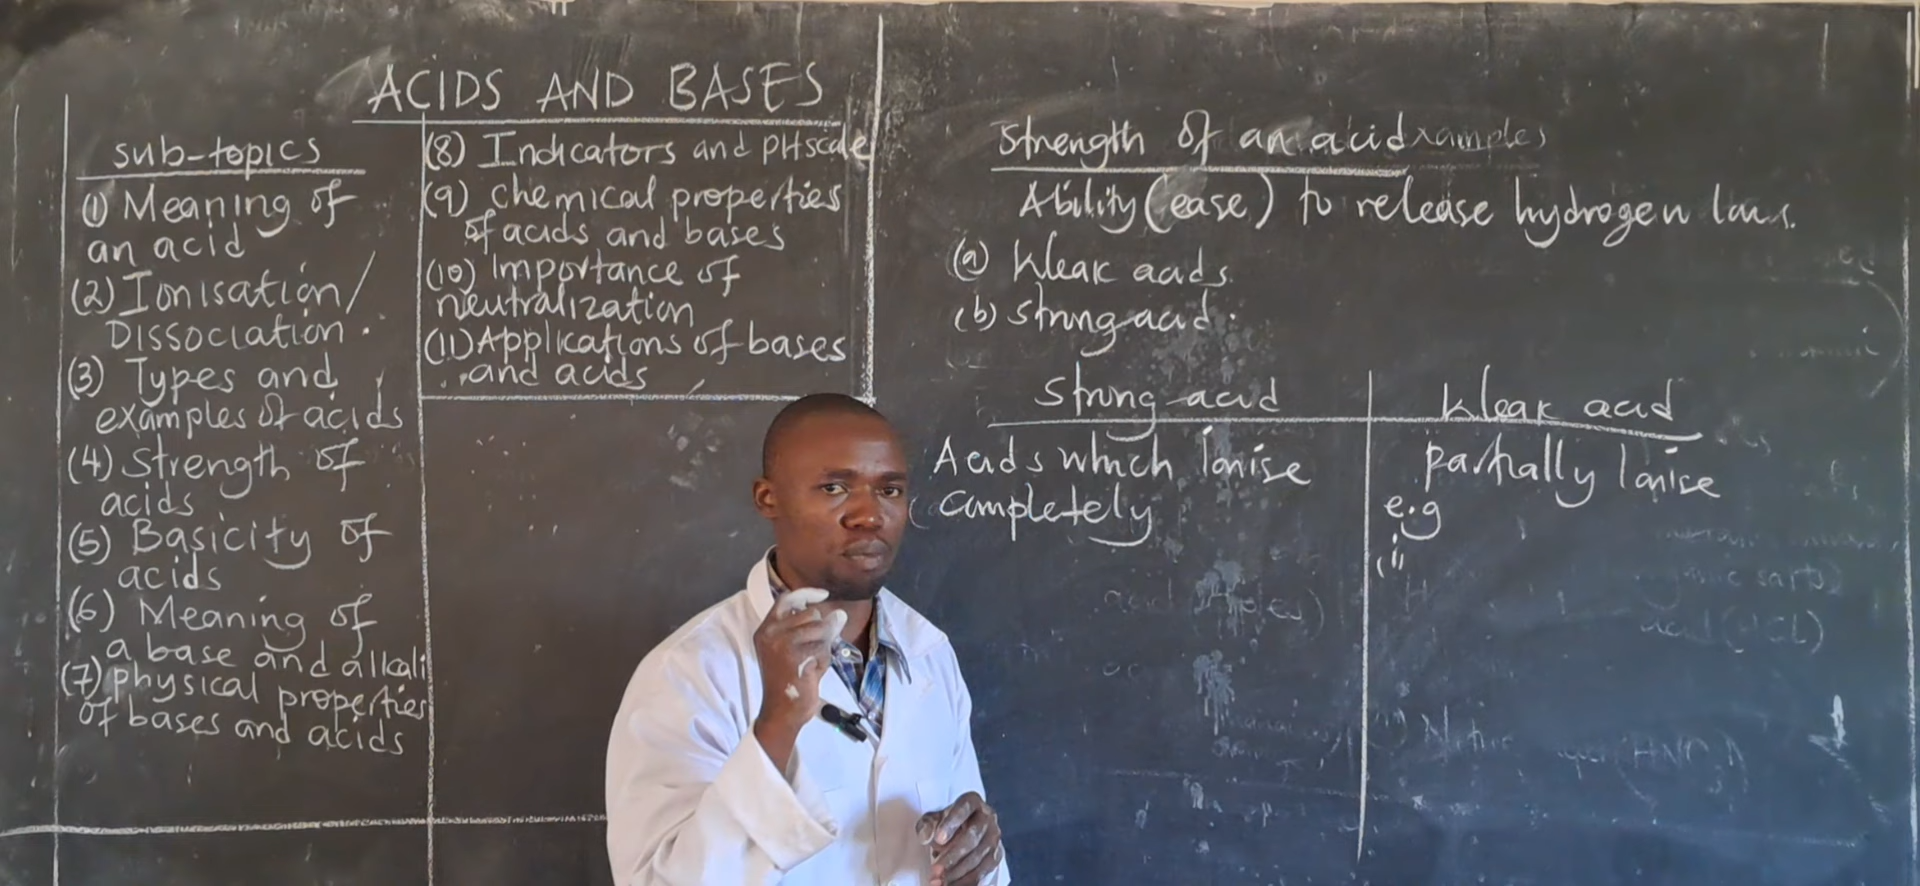 ACIDS AND BASES
sub-topics
(1) Meaning of
an acid
(2) Ionisation/
Dissociation.
(3) Types and
examples of acids
(4) Strength of
acids
(5) Basicity of
acids
(6) Meaning of
a base and alkali
(7) physical properties
of bases and acids
(8) Indicators and pH scale
(9) chemical properties
of acids and bases
(10) Importance of
neutralization
(11) Applications of bases
and acids
Strength of an acid
Ability (ease) to release hydrogen ions.
(a) Weak acids.
(b) Strong acid.
Strong acid
Acids which Ionise
completely
Weak acid
partially Ionise
e.g
(i)